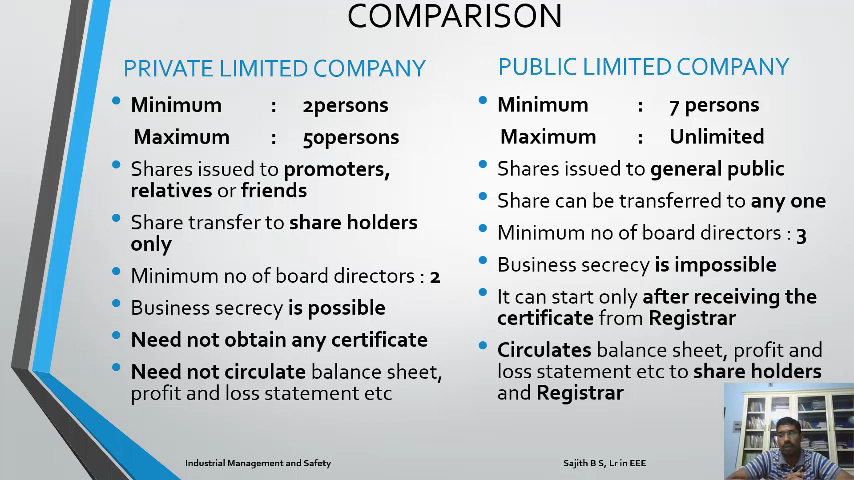 COMPARISON
PRIVATE LIMITED COMPANY
Minimum : 2persons
Maximum : 50persons
Shares issued to promoters,
relatives or friends
Share transfer to share holders
only
Minimum no of board directors : 2
Business secrecy is possible
Need not obtain any certificate
Need not circulate balance sheet,
profit and loss statement etc
PUBLIC LIMITED COMPANY
Minimum : 7 persons
Maximum : Unlimited
Shares issued to general public
Share can be transferred to any one
Minimum no of board directors : 3
Business secrecy is impossible
It can start only after receiving the
certificate from Registrar
Circulates balance sheet, profit and
loss statement etc to share holders
and Registrar
Industrial Management and Safety
Sajith B S, Lr in EEE